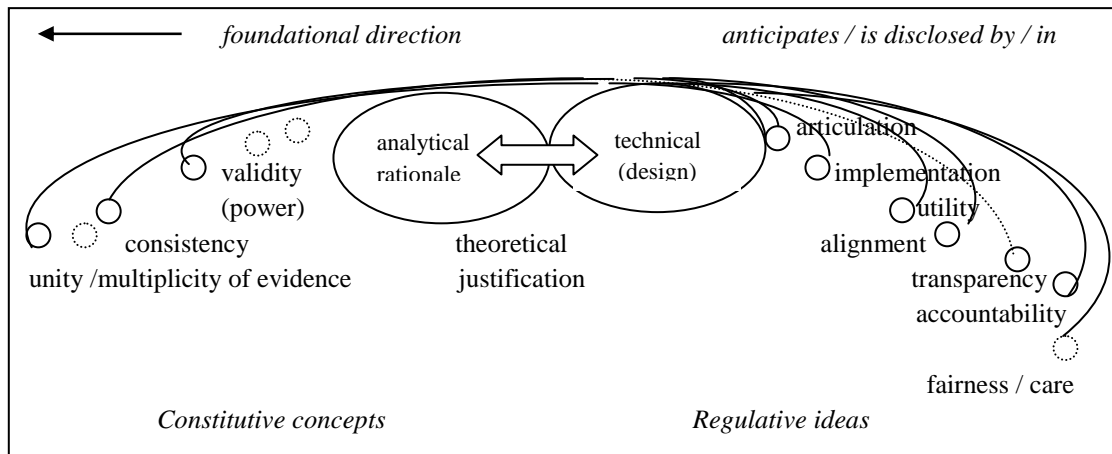 foundational direction
anticipates / is disclosed by / in
analytical
rationale
technical
(design)
articulation
validity
(power)
implementation
utility
consistency
theoretical
justification
alignment
unity /multiplicity of evidence
transparency
accountability
fairness / care
Constitutive concepts
Regulative ideas